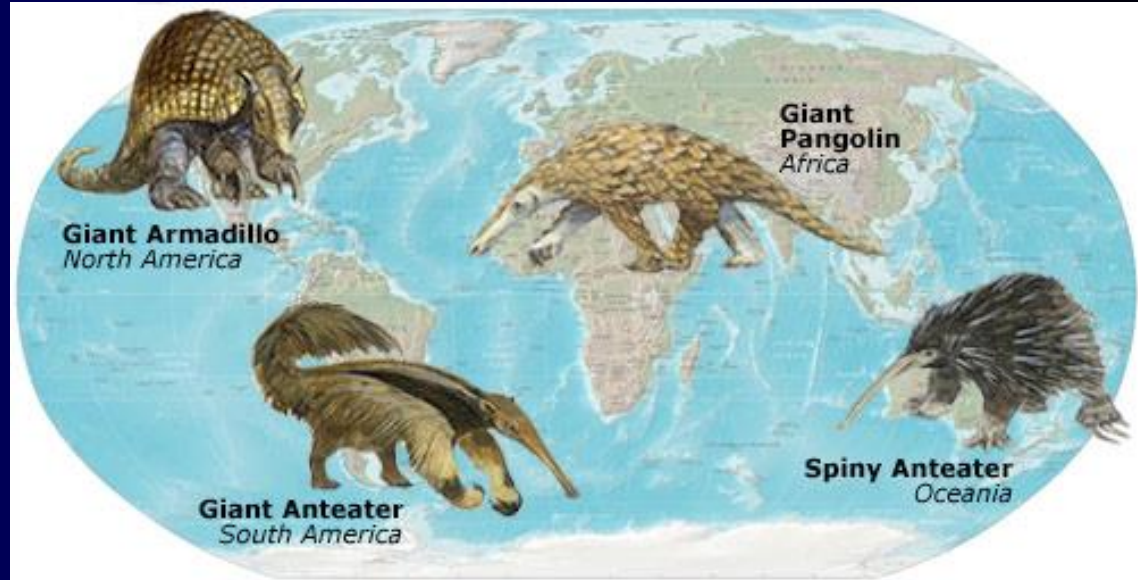 Giant
Pangolin
Africa
Giant Armadillo
North America
Giant Anteater
South America
Spiny Anteater
Oceania